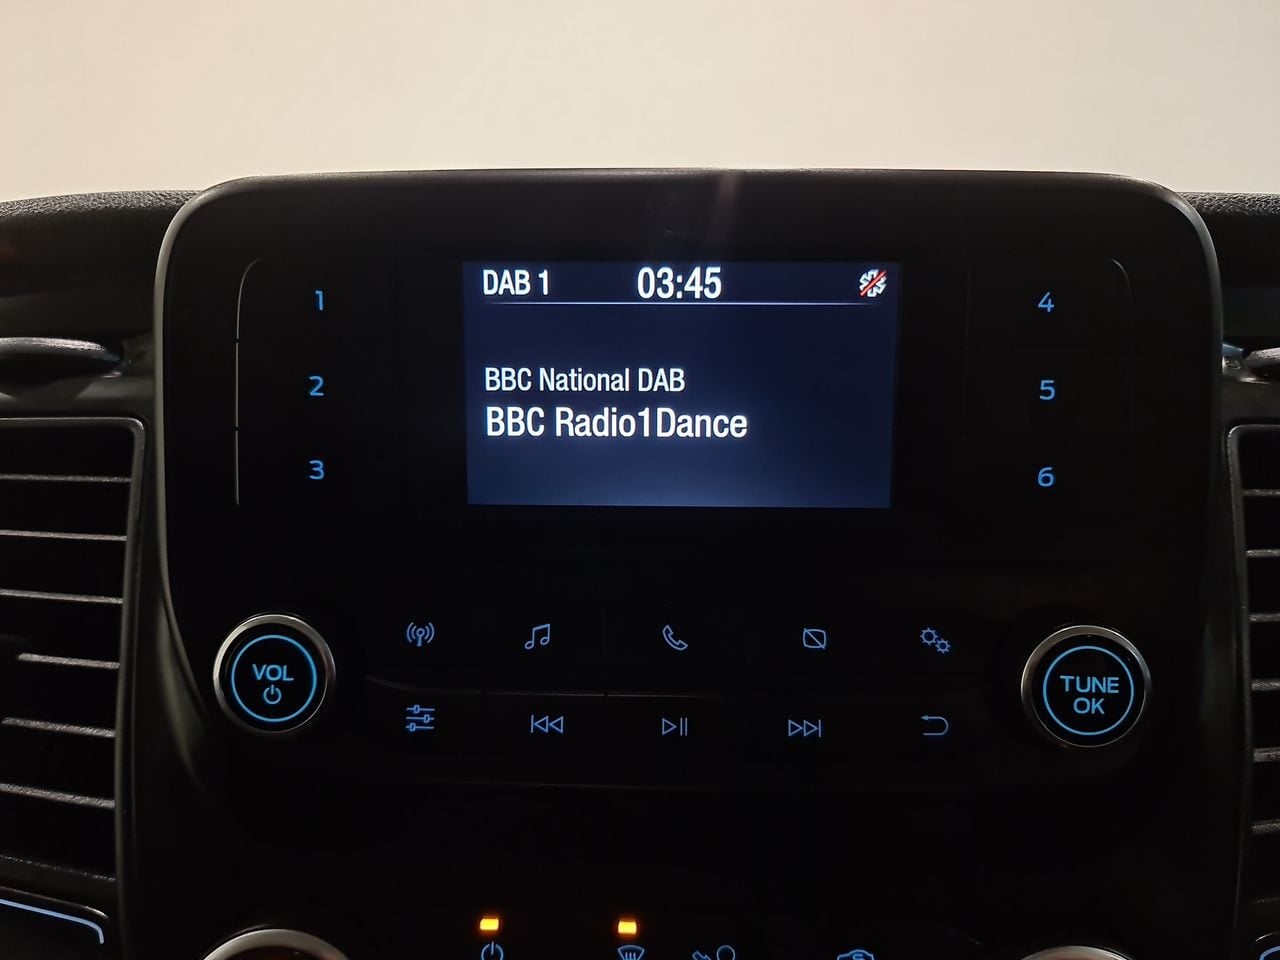 DAB 1 03:45
BBC National DAB
BBC Radio1Dance
1
2
3
4
5
6
VOL
TUNE
OK